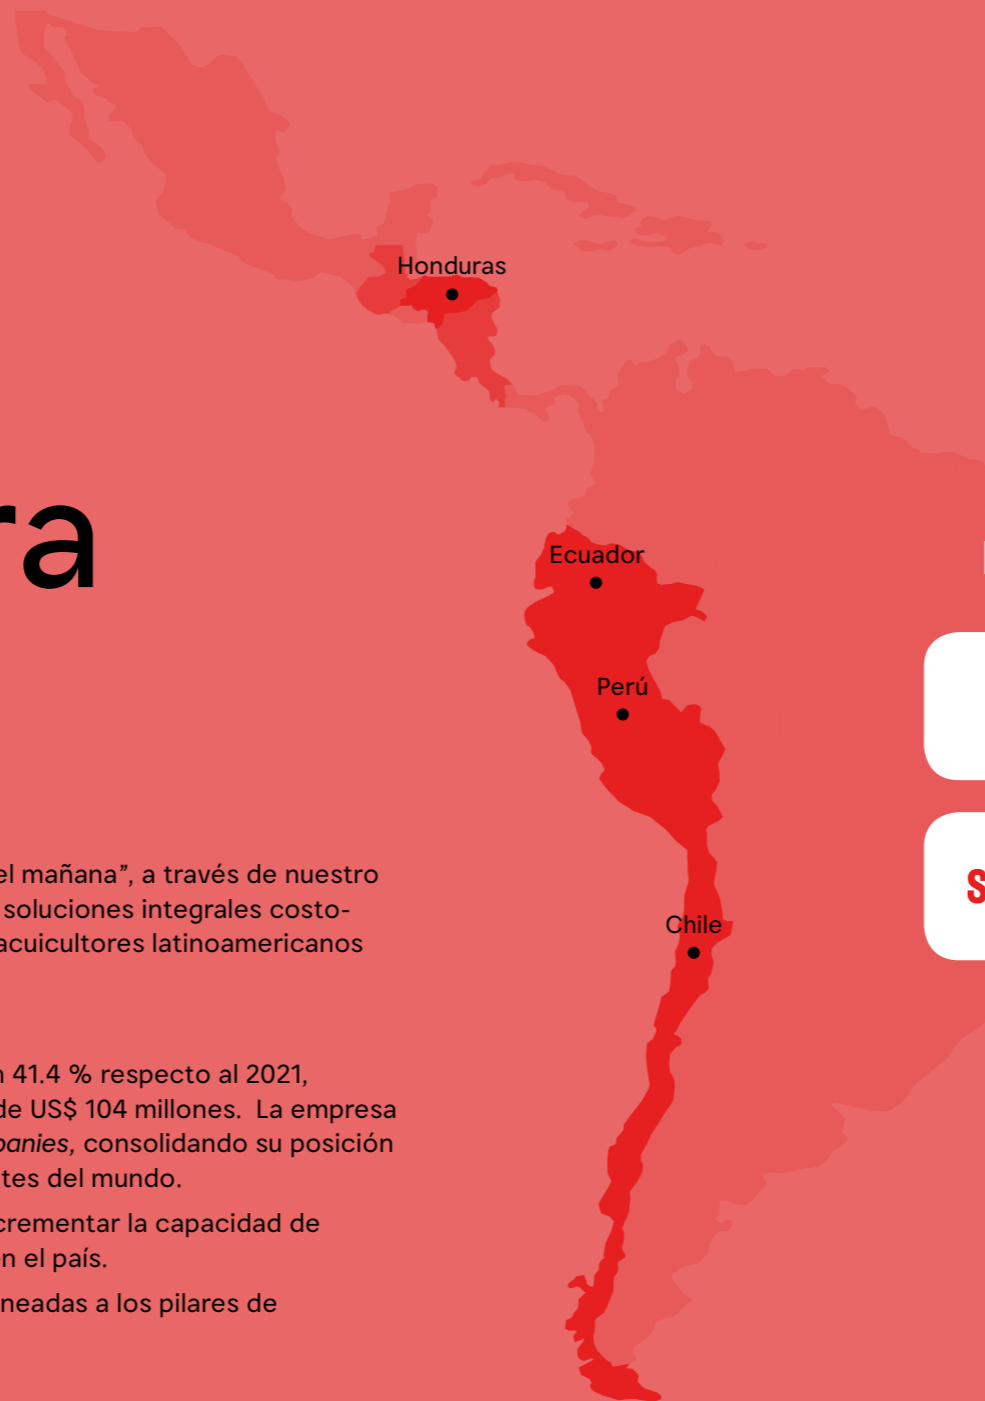 Honduras
ra
Ecuador
Perú
el mañana”, a través de nuestro
soluciones integrales costo-
acuicultores latinoamericanos
Chile
41.4 % respecto al 2021,
de US$ 104 millones. La empresa
panies, consolidando su posición
tes del mundo.
crementar la capacidad de
n el país.
neadas a los pilares de
S